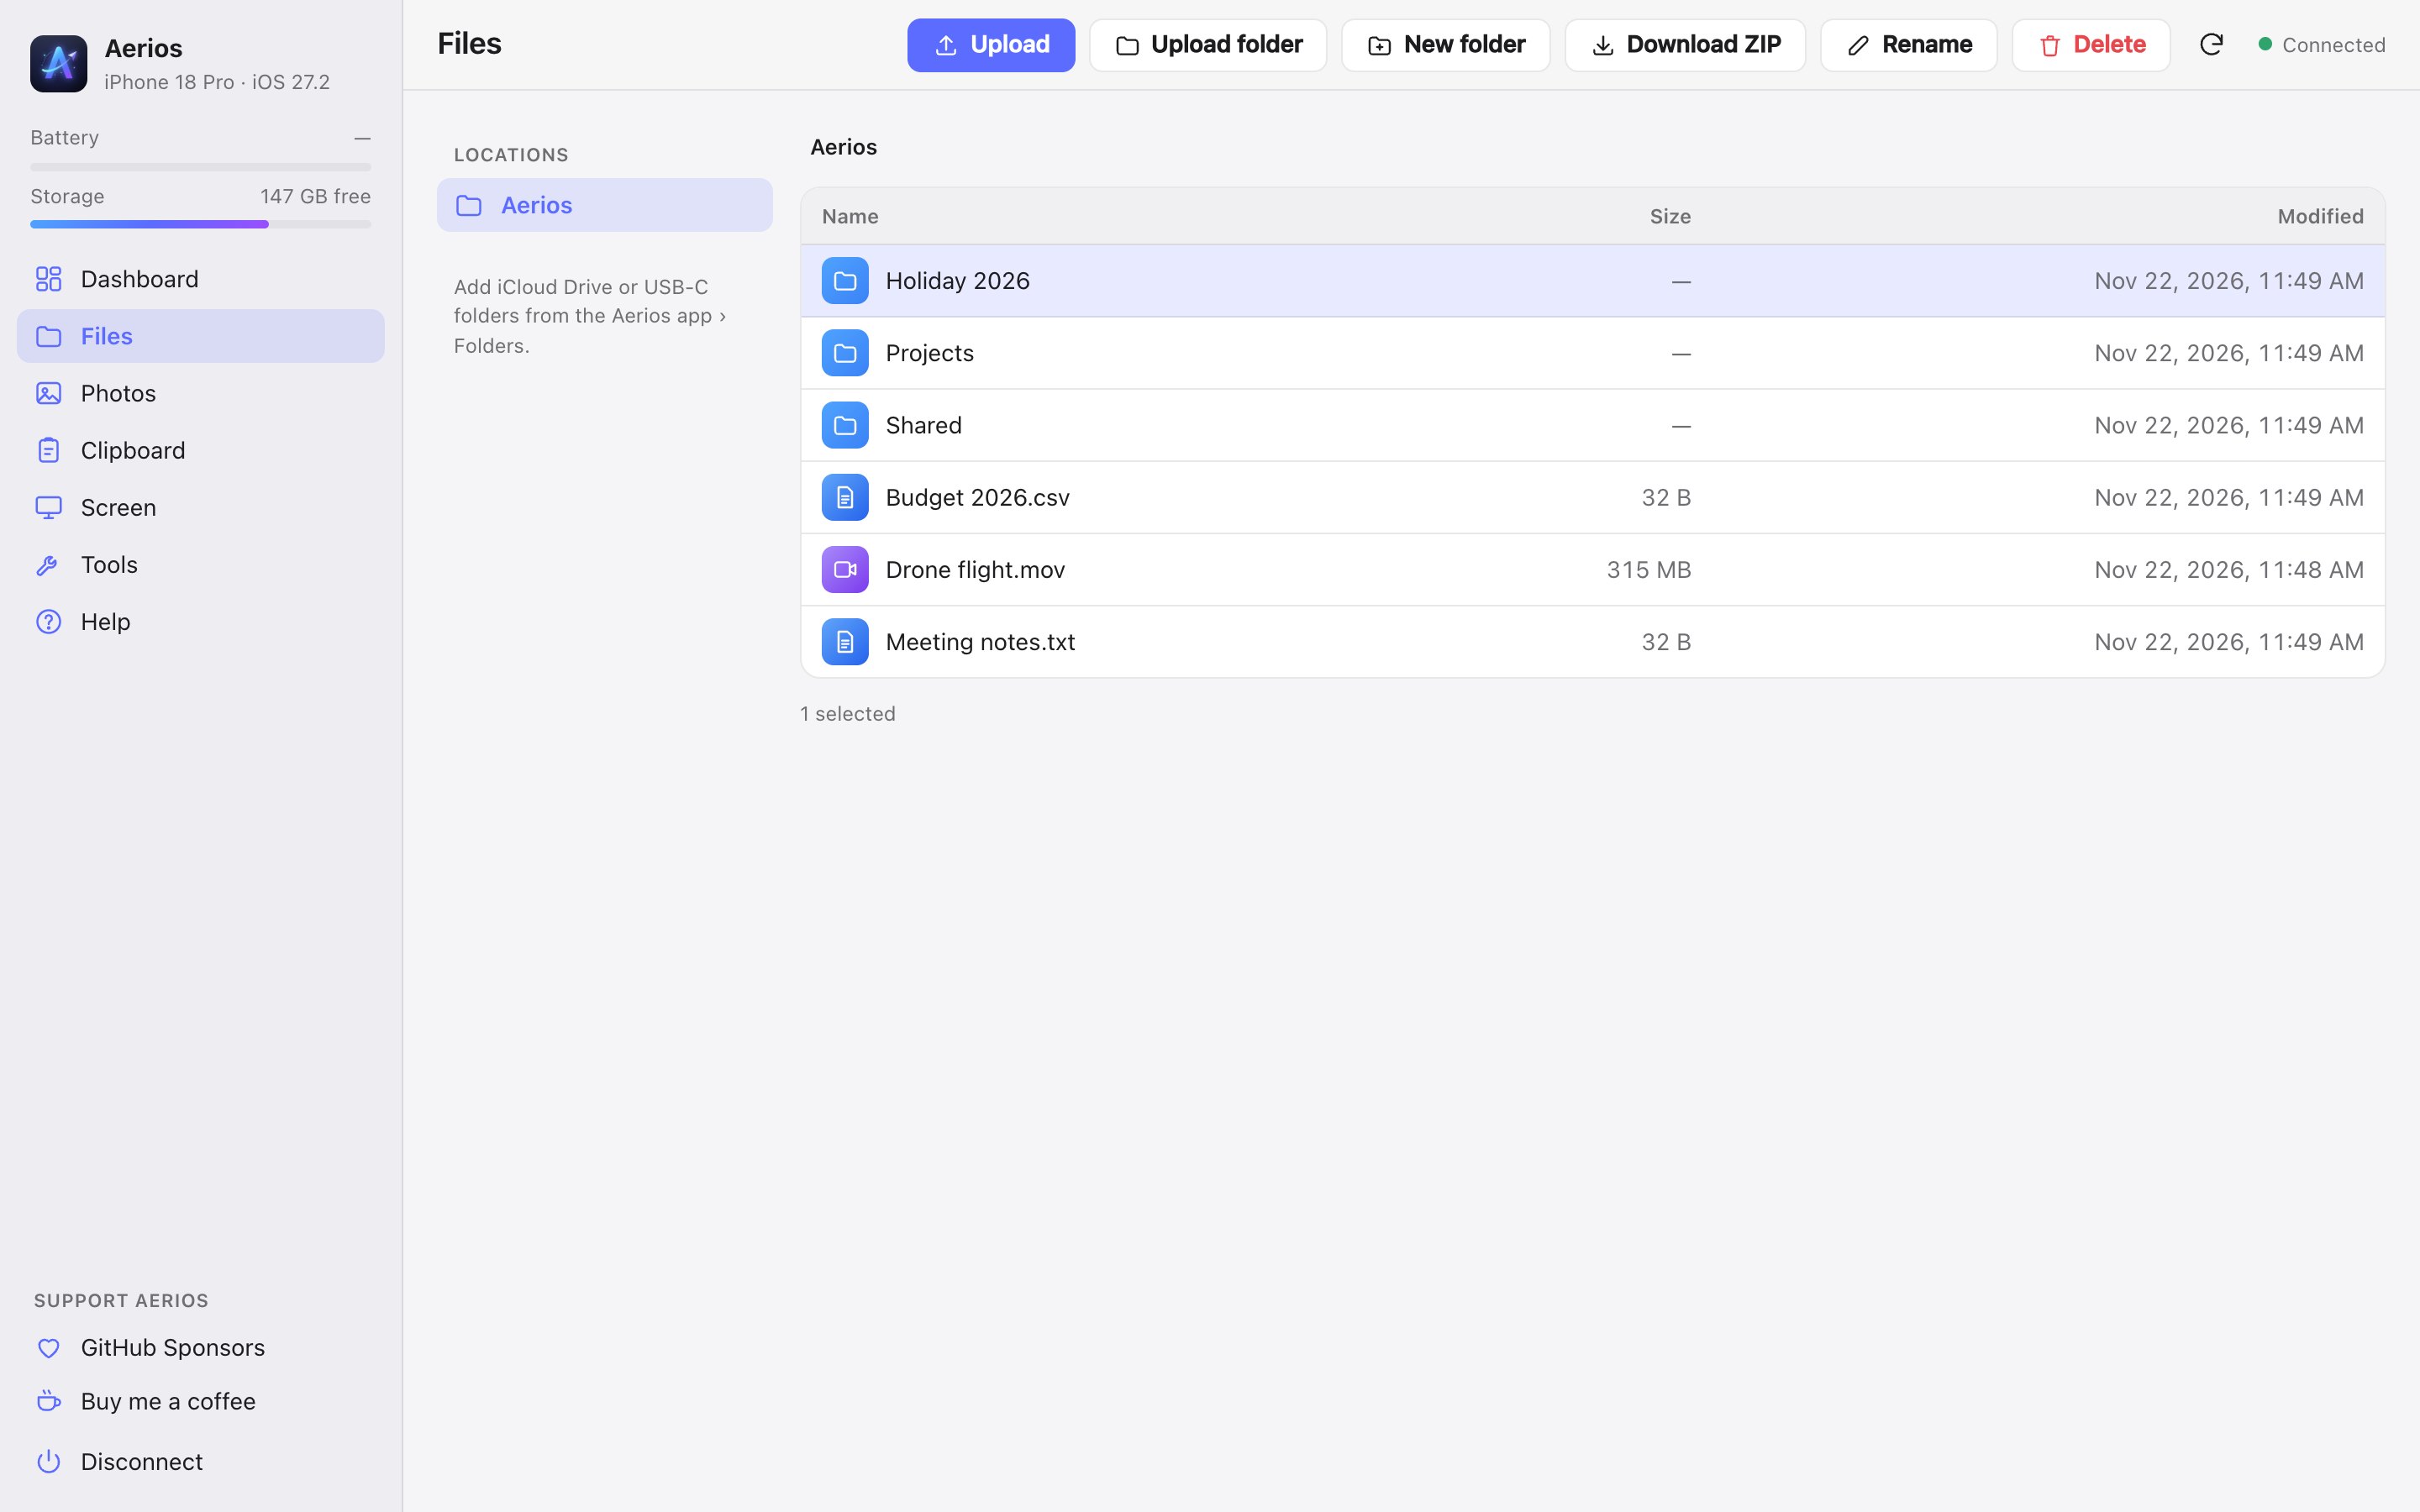 Aerios
iPhone 18 Pro · iOS 27.2
Battery —
Storage 147 GB free
Dashboard
Files
Photos
Clipboard
Screen
Tools
Help
SUPPORT AERIOS
GitHub Sponsors
Buy me a coffee
Disconnect
Files
Upload
Upload folder
New folder
Download ZIP
Rename
Delete
Connected
LOCATIONS
Aerios
Add iCloud Drive or USB-C
folders from the Aerios app ›
Folders.
Aerios
Name Size Modified
Holiday 2026 — Nov 22, 2026, 11:49 AM
Projects — Nov 22, 2026, 11:49 AM
Shared — Nov 22, 2026, 11:49 AM
Budget 2026.csv 32 B Nov 22, 2026, 11:49 AM
Drone flight.mov 315 MB Nov 22, 2026, 11:48 AM
Meeting notes.txt 32 B Nov 22, 2026, 11:49 AM
1 selected